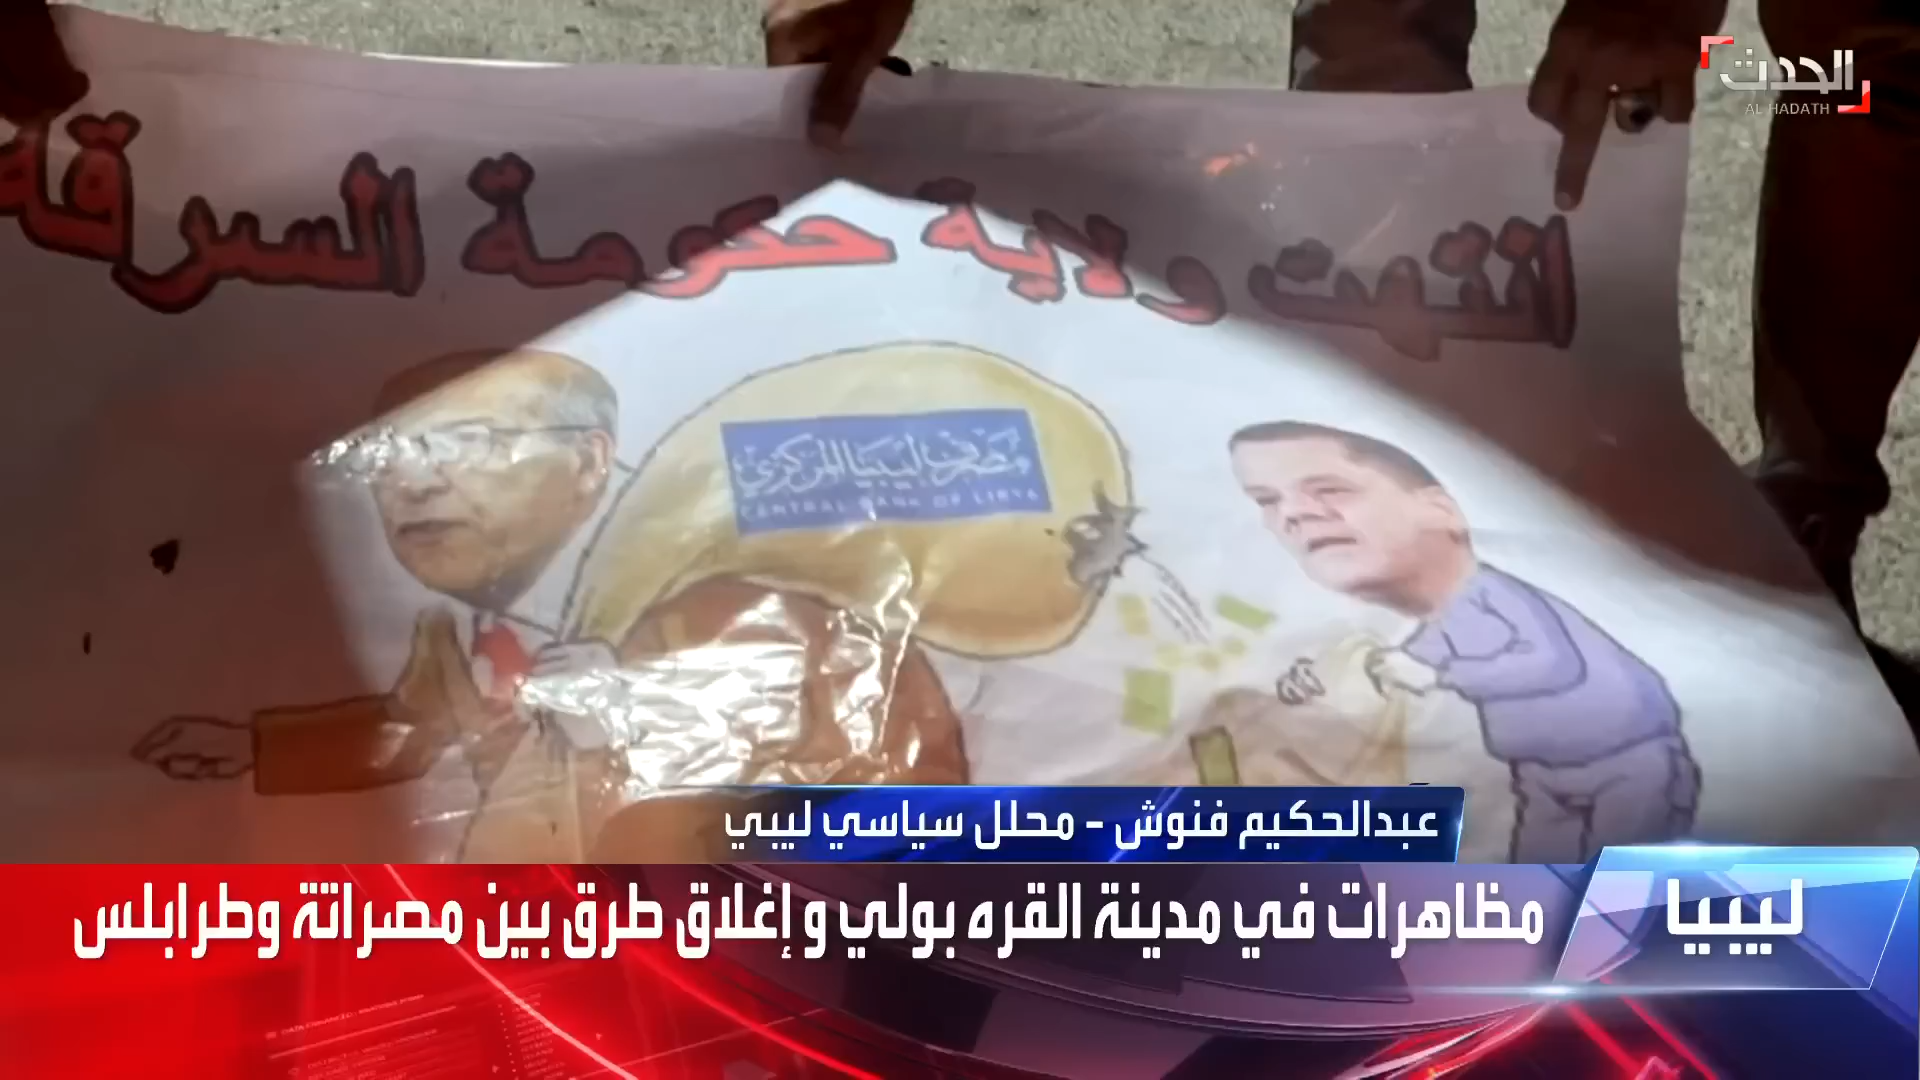 الحدث
AL HADATH
انتهت ولاية حكومة السرقة
مصرف ليبيا المركزي
CENTRAL BANK OF LIBYA
عبدالحكيم فنوش - محلل سياسي ليبي
ليبيا
مظاهرات في مدينة القره بولي و إغلاق طرق بين مصراتة وطرابلس